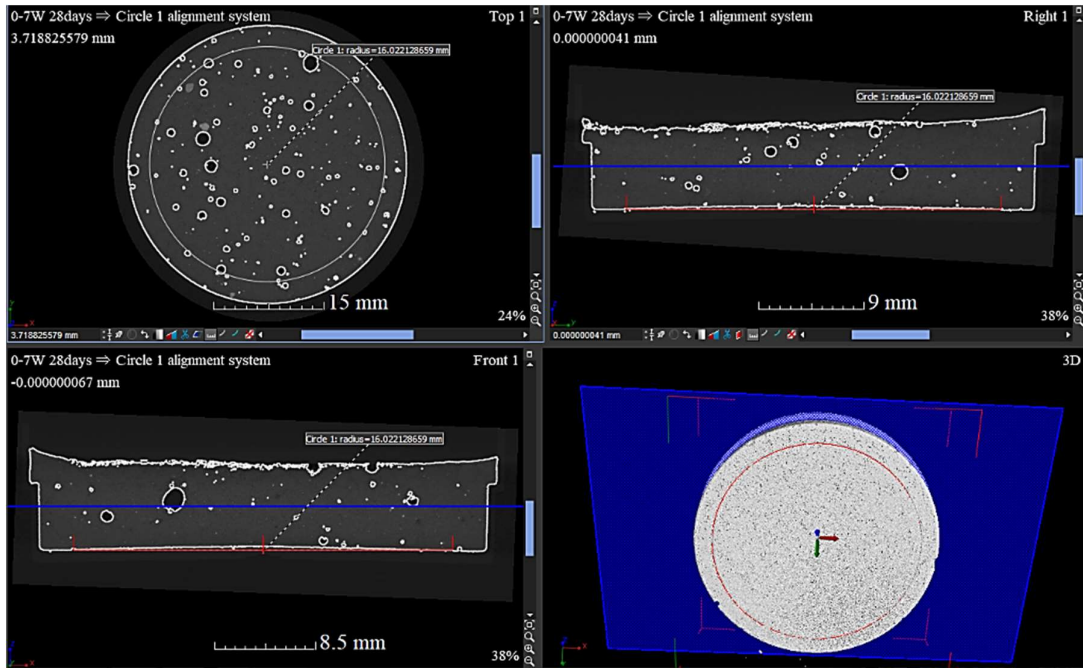 0-7W 28days ⇒ Circle 1 alignment system
Top 1
3.718825579 mm
Circle 1: radius=16.022128659 mm
15 mm
24%
3.718825579 mm
0-7W 28days ⇒ Circle 1 alignment system
Right 1
0.000000041 mm
Circle 1: radius=16.022128659 mm
9 mm
38%
0.000000041 mm
0-7W 28days ⇒ Circle 1 alignment system
Front 1
-0.000000067 mm
Circle 1: radius=16.022128659 mm
8.5 mm
38%
3D